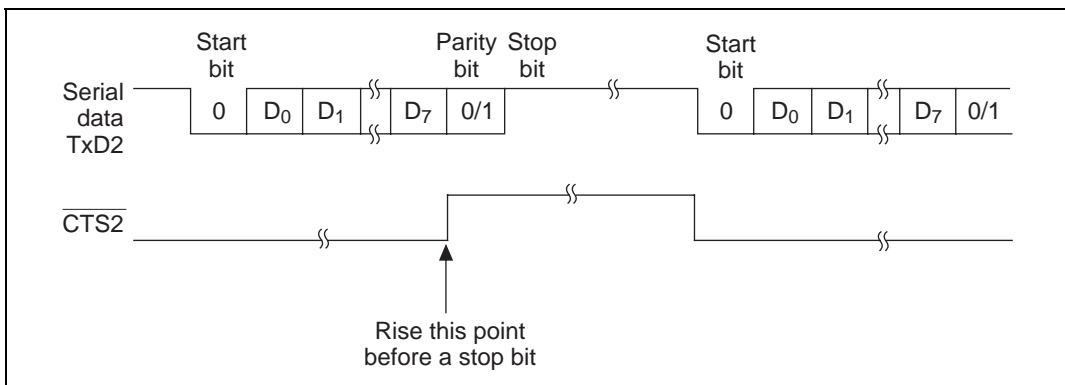 Start
bit
Parity
bit
Stop
bit
Start
bit
Serial
data
TxD2
0 D0 D1 D7 0/1 0 D0 D1 D7 0/1
CTS2
Rise this point
before a stop bit